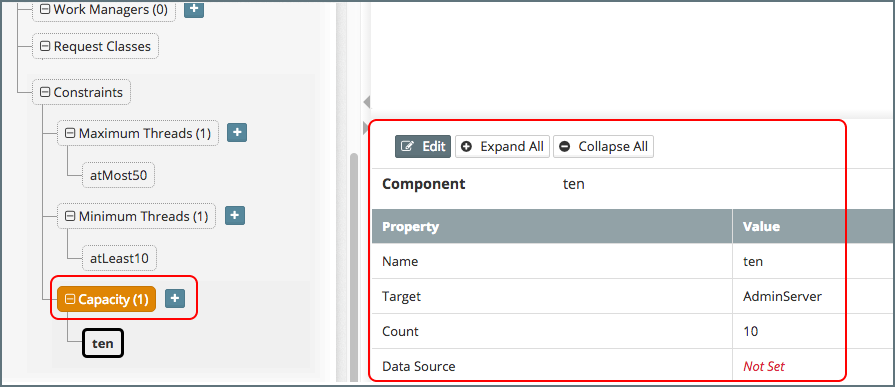 Work Managers (0)
Request Classes
Constraints
Maximum Threads (1)
atMost50
Minimum Threads (1)
atLeast10
Capacity (1)
ten
Edit Expand All Collapse All
Component ten
Property Value
Name ten
Target AdminServer
Count 10
Data Source Not Set